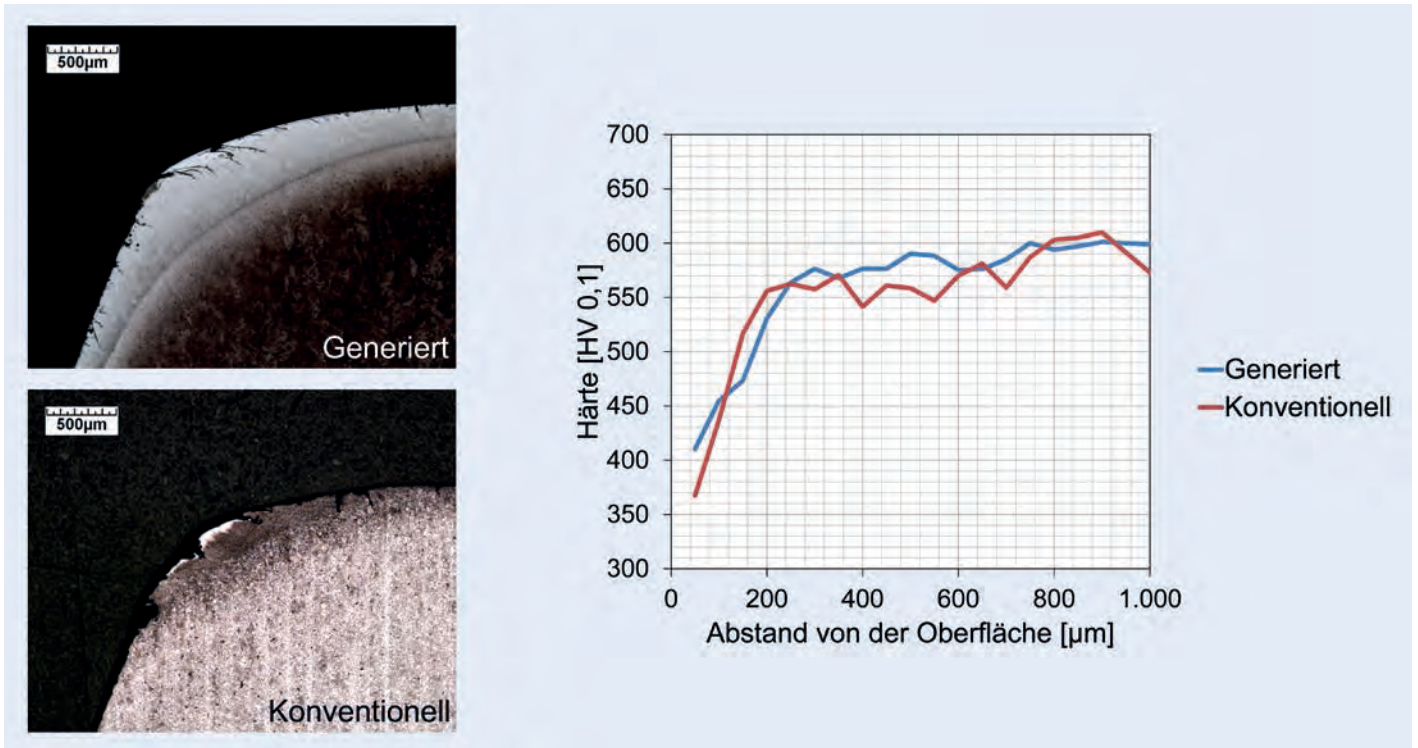 500µm
Generiert
500µm
Konventionell
700
650
600
550
500
450
400
350
300
Härte [HV 0,1]
0 200 400 600 800 1.000
Abstand von der Oberfläche [µm]
Generiert
Konventionell